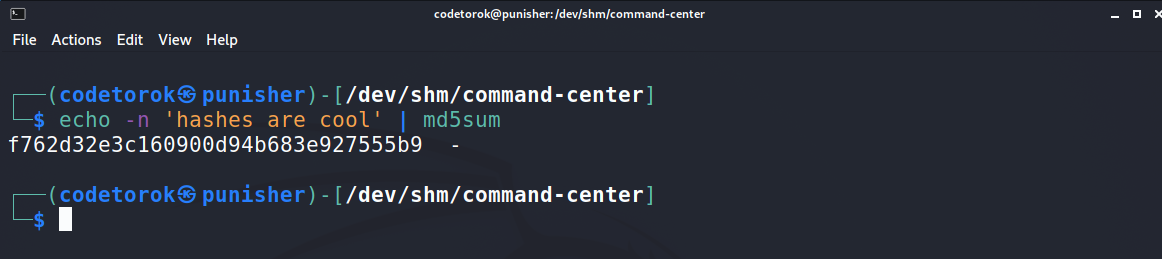 codetorok@punisher:/dev/shm/command-center
File Actions Edit View Help
┌──(codetorok㉿punisher)-[/dev/shm/command-center]
└─$ echo -n 'hashes are cool' | md5sum
f762d32e3c160900d94b683e927555b9  -
┌──(codetorok㉿punisher)-[/dev/shm/command-center]
└─$